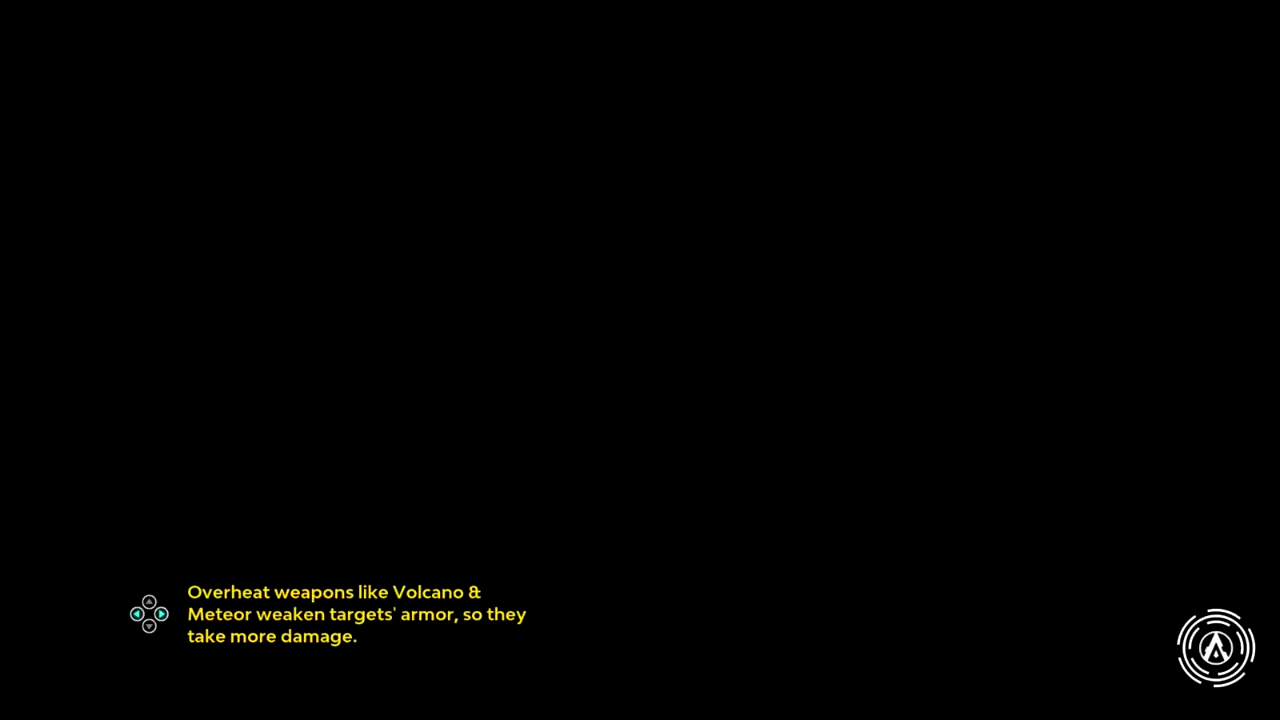 Overheat weapons like Volcano &
Meteor weaken targets' armor, so they
take more damage.